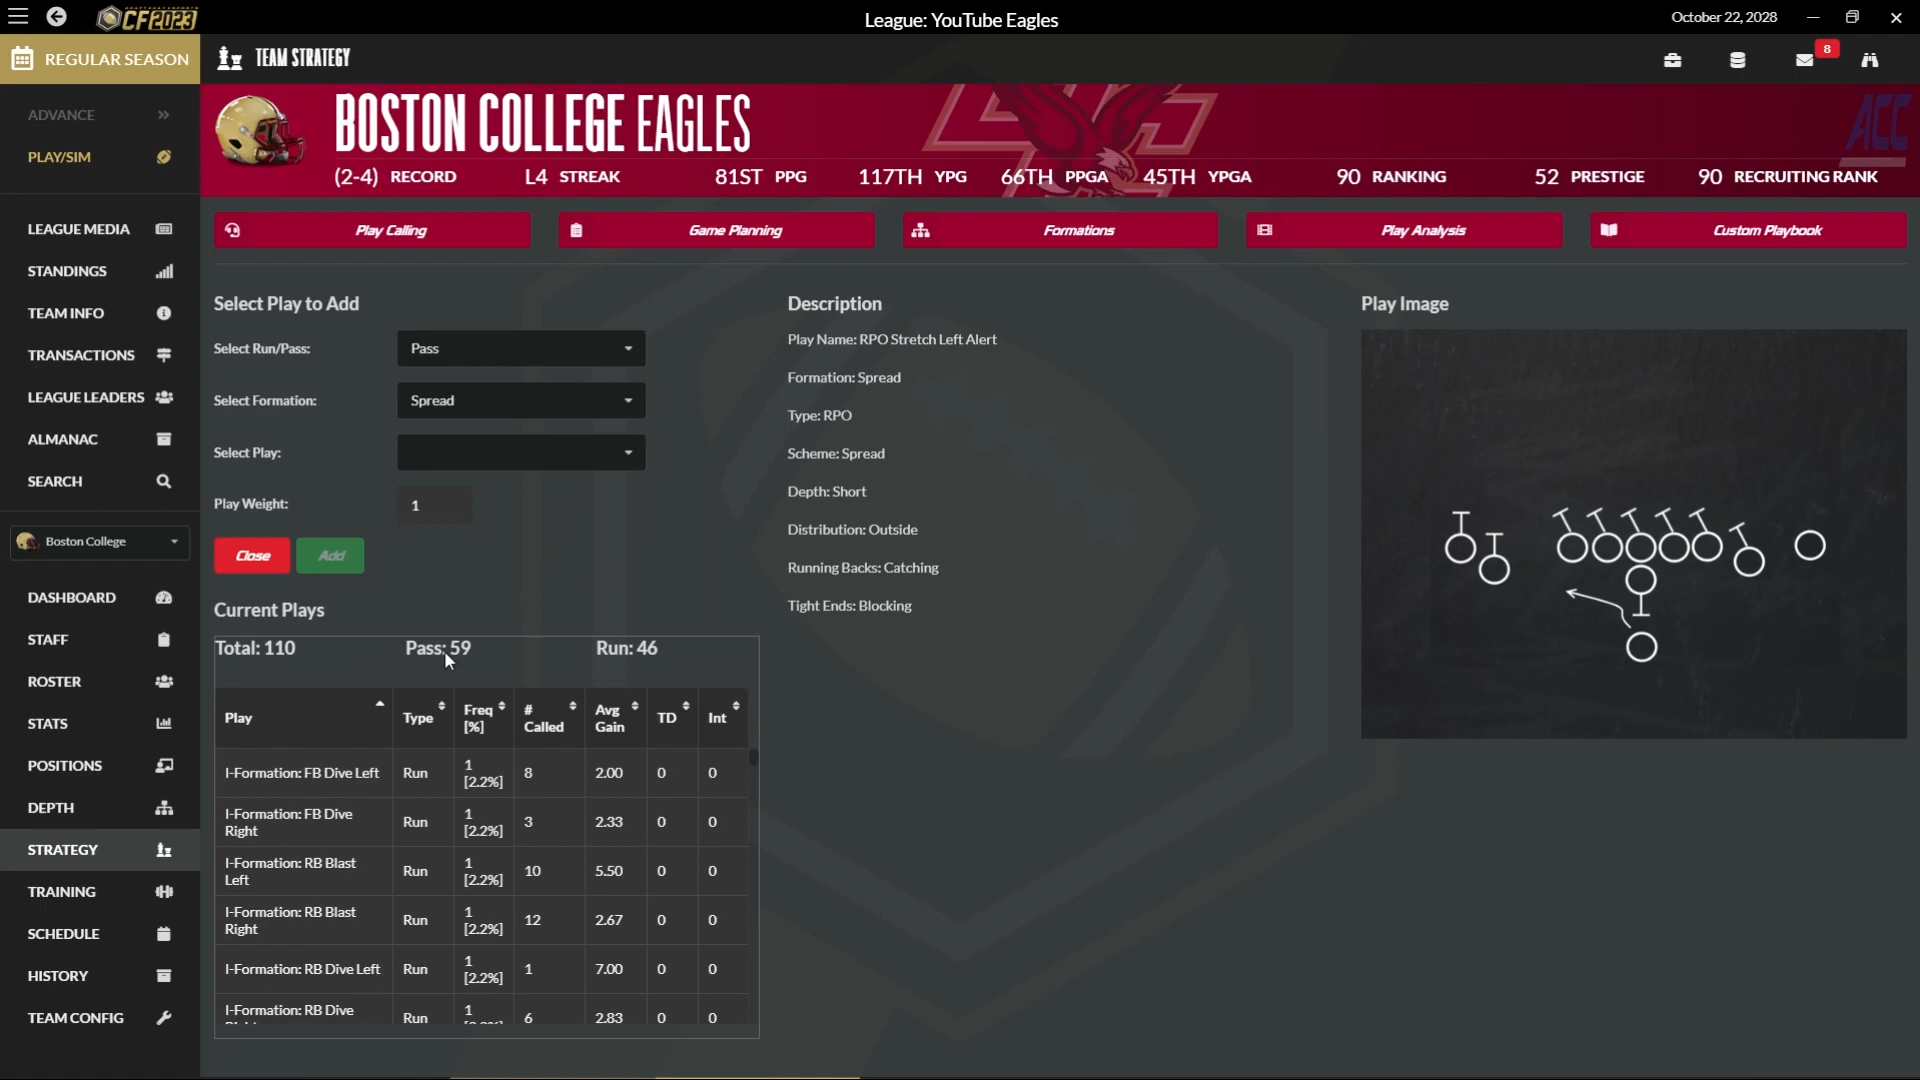 CF2023
League: YouTube Eagles
October 22, 2028
REGULAR SEASON
TEAM STRATEGY
8
ADVANCE
PLAY/SIM
LEAGUE MEDIA
STANDINGS
TEAM INFO
TRANSACTIONS
LEAGUE LEADERS
ALMANAC
SEARCH
Boston College
DASHBOARD
STAFF
ROSTER
STATS
POSITIONS
DEPTH
STRATEGY
TRAINING
SCHEDULE
HISTORY
TEAM CONFIG
BOSTON COLLEGE EAGLES
ACC
(2-4) RECORD L4 STREAK 81ST PPG 117TH YPG 66TH PPGA 45TH YPGA 90 RANKING 52 PRESTIGE 90 RECRUITING RANK
Play Calling Game Planning Formations Play Analysis Custom Playbook
Select Play to Add
Select Run/Pass: Pass
Select Formation: Spread
Select Play:
Play Weight: 1
Close Add
Current Plays
Total: 110 Pass: 59 Run: 46
Play Type Freq [%] # Called Avg Gain TD Int
I-Formation: FB Dive Left Run 1 [2.2%] 8 2.00 0 0
I-Formation: FB Dive Right Run 1 [2.2%] 3 2.33 0 0
I-Formation: RB Blast Left Run 1 [2.2%] 10 5.50 0 0
I-Formation: RB Blast Right Run 1 [2.2%] 12 2.67 0 0
I-Formation: RB Dive Left Run 1 [2.2%] 1 7.00 0 0
I-Formation: RB Dive Run 1 6 2.83 0 0
Description
Play Name: RPO Stretch Left Alert
Formation: Spread
Type: RPO
Scheme: Spread
Depth: Short
Distribution: Outside
Running Backs: Catching
Tight Ends: Blocking
Play Image